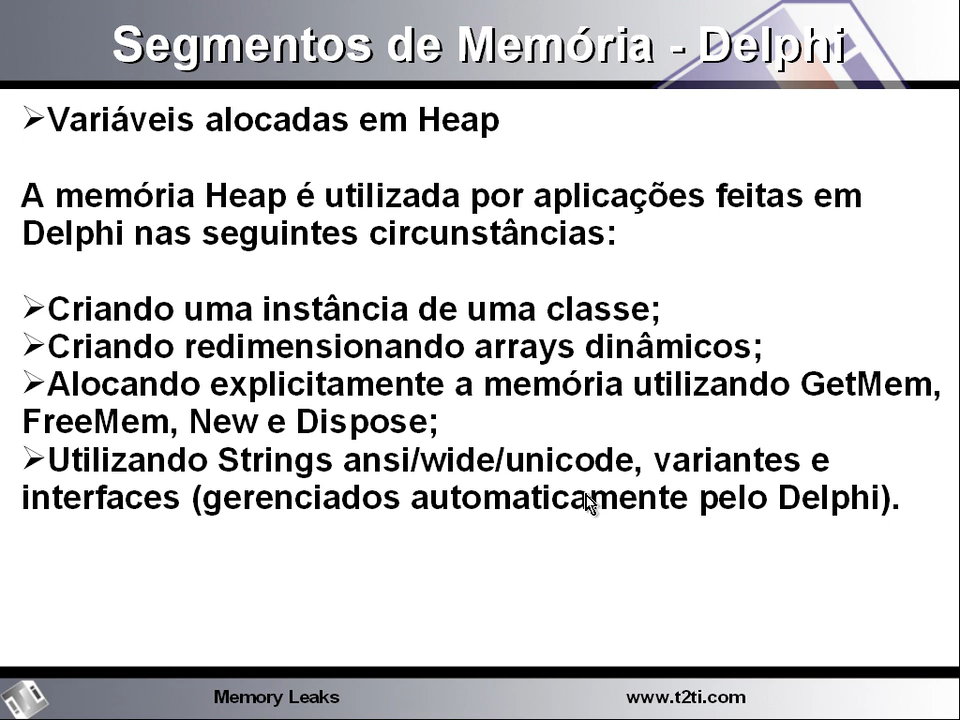 Segmentos de Memória - Delphi
➢Variáveis alocadas em Heap
A memória Heap é utilizada por aplicações feitas em
Delphi nas seguintes circunstâncias:
➢Criando uma instância de uma classe;
➢Criando redimensionando arrays dinâmicos;
➢Alocando explicitamente a memória utilizando GetMem,
FreeMem, New e Dispose;
➢Utilizando Strings ansi/wide/unicode, variantes e
interfaces (gerenciados automaticamente pelo Delphi).
Memory Leaks
www.t2ti.com